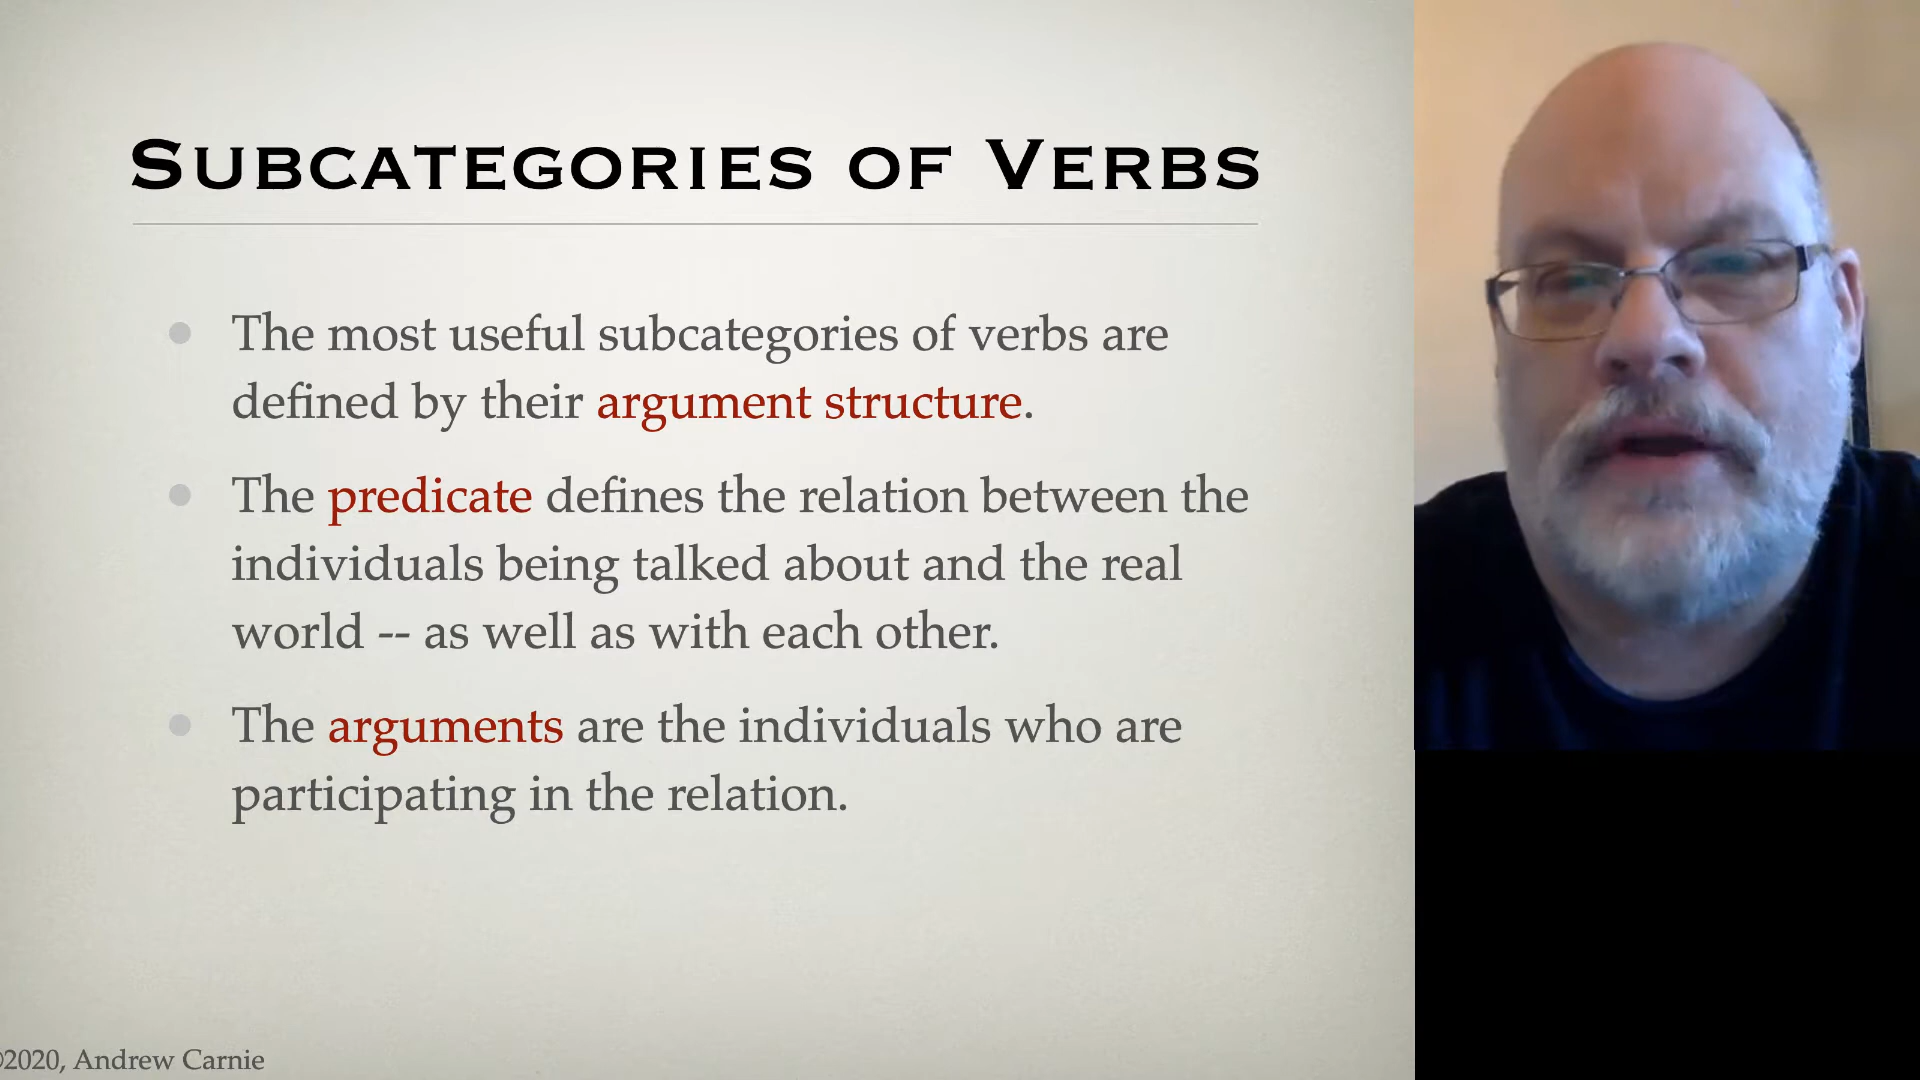 SUBCATEGORIES OF VERBS
The most useful subcategories of verbs are
defined by their argument structure.
The predicate defines the relation between the
individuals being talked about and the real
world -- as well as with each other.
The arguments are the individuals who are
participating in the relation.
©2020, Andrew Carnie